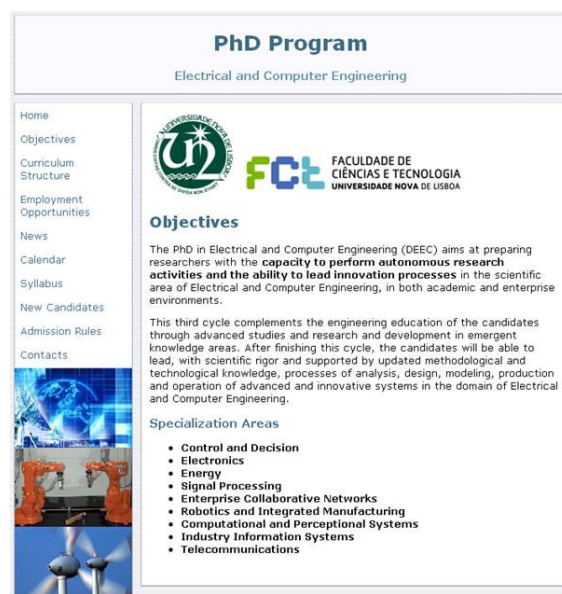 PhD Program
Electrical and Computer Engineering
Home
Objectives
Curriculum
Structure
Employment
Opportunities
News
Calendar
Syllabus
New Candidates
Admission Rules
Contacts
UNIVERSIDADE NOVA DE LISBOA
FCt
FACULDADE DE
CIÊNCIAS E TECNOLOGIA
UNIVERSIDADE NOVA DE LISBOA
Objectives
The PhD in Electrical and Computer Engineering (DEEC) aims at preparing
researchers with the capacity to perform autonomous research
activities and the ability to lead innovation processes in the scientific
area of Electrical and Computer Engineering, in both academic and enterprise
environments.
This third cycle complements the engineering education of the candidates
through advanced studies and research and development in emergent
knowledge areas. After finishing this cycle, the candidates will be able to
lead, with scientific rigor and supported by updated methodological and
technological knowledge, processes of analysis, design, modeling, production
and operation of advanced and innovative systems in the domain of Electrical
and Computer Engineering.
Specialization Areas
• Control and Decision
• Electronics
• Energy
• Signal Processing
• Enterprise Collaborative Networks
• Robotics and Integrated Manufacturing
• Computational and Perceptional Systems
• Industry Information Systems
• Telecommunications